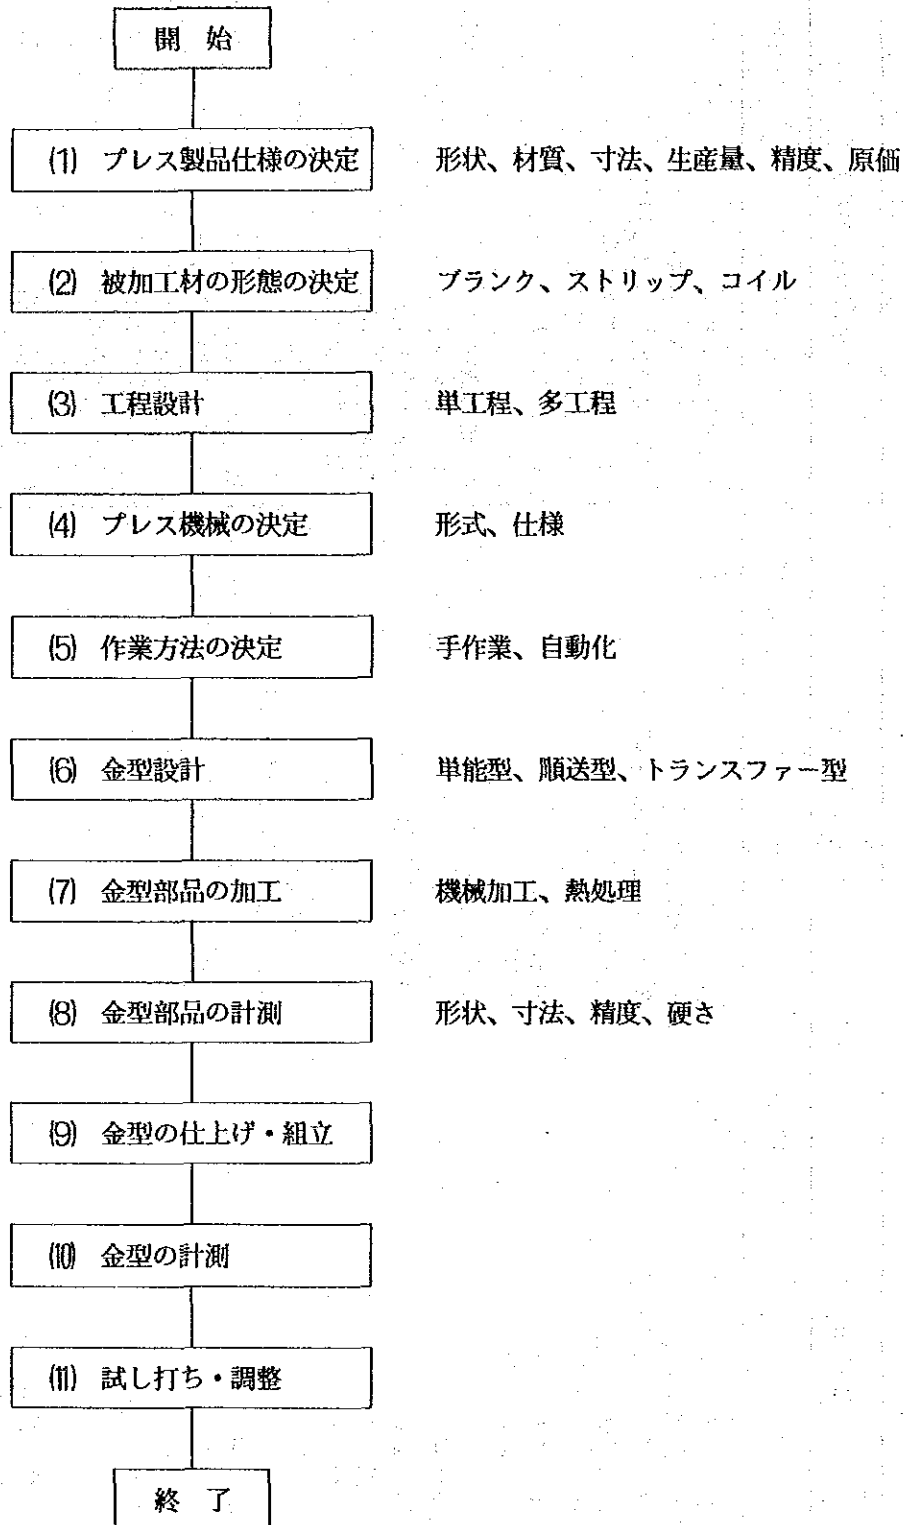 開 始
(1) プレス製品仕様の決定 形状、材質、寸法、生産量、精度、原価
(2) 被加工材の形態の決定 ブランク、ストリップ、コイル
(3) 工程設計 単工程、多工程
(4) プレス機械の決定 形式、仕様
(5) 作業方法の決定 手作業、自動化
(6) 金型設計 単能型、順送型、トランスファー型
(7) 金型部品の加工 機械加工、熱処理
(8) 金型部品の計測 形状、寸法、精度、硬さ
(9) 金型の仕上げ・組立
(10) 金型の計測
(11) 試し打ち・調整
終 了